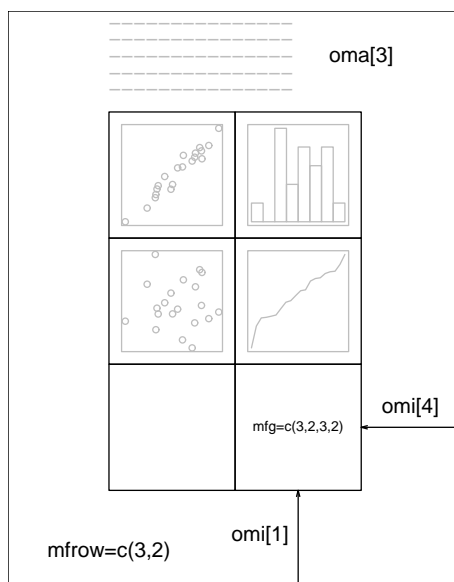 oma[3]
omi[4]
mfg=c(3,2,3,2)
omi[1]
mfrow=c(3,2)